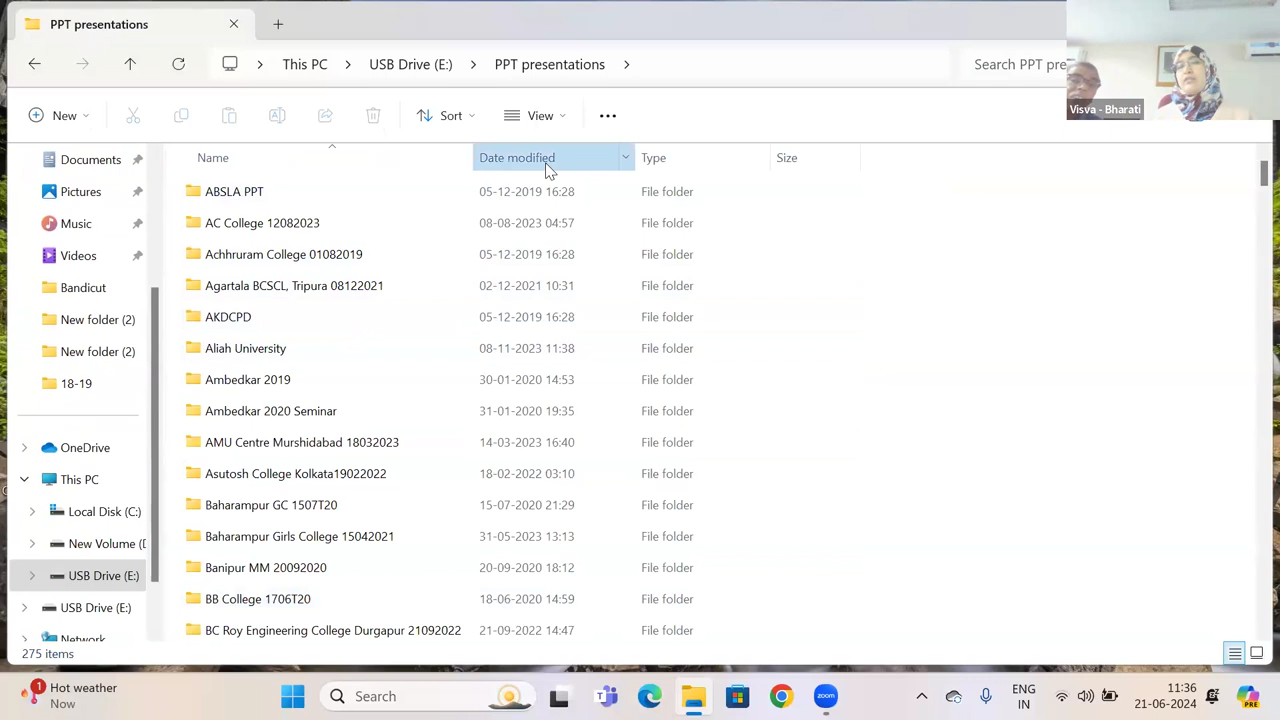 PPT presentations
This PC
USB Drive (E:)
PPT presentations
Search PPT pre
Visva - Bharati
New
Sort
View
Name
Date modified
Type
Size
Documents
Pictures
Music
Videos
Bandicut
New folder (2)
New folder (2)
18-19
OneDrive
This PC
Local Disk (C:)
New Volume (
USB Drive (E:)
USB Drive (E:)
Network
ABSLA PPT 05-12-2019 16:28 File folder
AC College 12082023 08-08-2023 04:57 File folder
Achhruram College 01082019 05-12-2019 16:28 File folder
Agartala BCSCL, Tripura 08122021 02-12-2021 10:31 File folder
AKDCPD 05-12-2019 16:28 File folder
Aliah University 08-11-2023 11:38 File folder
Ambedkar 2019 30-01-2020 14:53 File folder
Ambedkar 2020 Seminar 31-01-2020 19:35 File folder
AMU Centre Murshidabad 18032023 14-03-2023 16:40 File folder
Asutosh College Kolkata19022022 18-02-2022 03:10 File folder
Baharampur GC 1507T20 15-07-2020 21:29 File folder
Baharampur Girls College 15042021 31-05-2023 13:13 File folder
Banipur MM 20092020 20-09-2020 18:12 File folder
BB College 1706T20 18-06-2020 14:59 File folder
BC Roy Engineering College Durgapur 21092022 21-09-2022 14:47 File folder
275 items
1
Hot weather
Now
Search
zoom
ENG
IN
11:36
21-06-2024
PRE